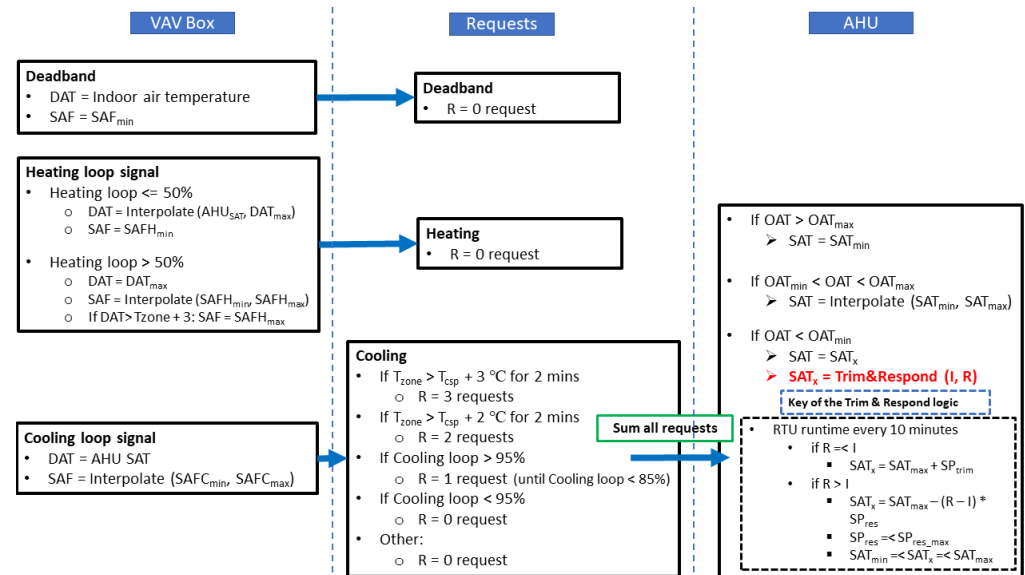 VAV Box
Requests
AHU
Deadband
• DAT = Indoor air temperature
• SAF = SAFmin
Deadband
• R = 0 request
Heating loop signal
• Heating loop <= 50%
o DAT = Interpolate (AHUSAT, DATmax)
o SAF = SAFHmin
• Heating loop > 50%
o DAT = DATmax
o SAF = Interpolate (SAFHmin, SAFHmax)
o If DAT> Tzone + 3: SAF = SAFHmax
Heating
• R = 0 request
Cooling loop signal
• DAT = AHU SAT
• SAF = Interpolate (SAFCmin, SAFCmax)
Cooling
• If Tzone > Tcsp + 3 ℃ for 2 mins
o R = 3 requests
• If Tzone > Tcsp + 2 ℃ for 2 mins
o R = 2 requests
• If Cooling loop > 95%
o R = 1 request (until Cooling loop < 85%)
• If Cooling loop < 95%
o R = 0 request
• Other:
o R = 0 request
Sum all requests
• If OAT > OATmax
➢ SAT = SATmin
• If OATmin < OAT < OATmax
➢ SAT = Interpolate (SATmin, SATmax)
• If OAT < OATmin
➢ SAT = SATx
➢ SATx = Trim&Respond (I, R)
Key of the Trim & Respond logic
• RTU runtime every 10 minutes
• if R =< I
▪ SATx = SATmax + SPtrim
• if R > I
▪ SATx = SATmax – (R – I) *
SPres
▪ SPres =< SPres_max
▪ SATmin =< SATx =< SATmax